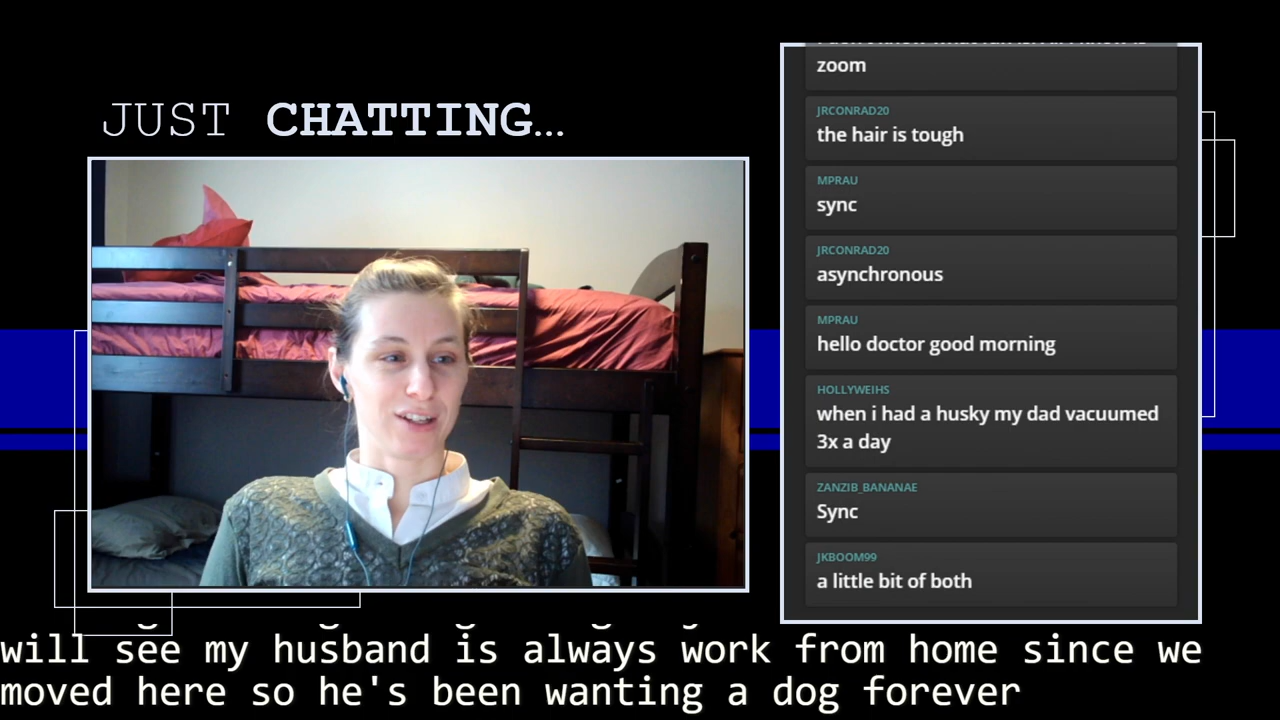 JUST CHATTING...
zoom
JRCONRAD20
the hair is tough
MPRAU
sync
JRCONRAD20
asynchronous
MPRAU
hello doctor good morning
HOLLYWEIHS
when i had a husky my dad vacuumed
3x a day
ZANZIB_BANANAE
Sync
JKBOOM99
a little bit of both
will see my husband is always work from home since we
moved here so he's been wanting a dog forever